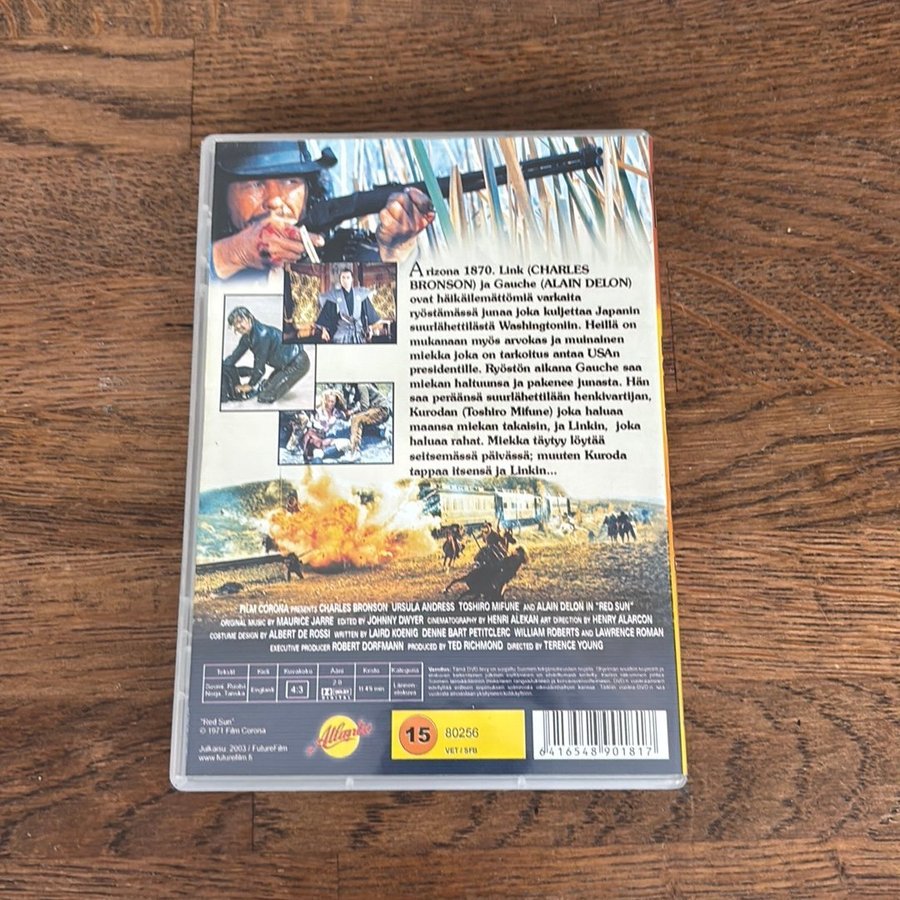 Arizona 1870. Link (CHARLES
BRONSON) ja Gauche (ALAIN DELON)
ovat häikäilemättömiä varkaita
ryöstämässä junaa joka kuljettaa Japanin
suurlähettilästä Washingtoniin. Heillä on
mukanaan myös arvokas ja muinainen
miekka joka on tarkoitus antaa USAn
presidentille. Ryöstön aikana Gauche saa
miekan haltuunsa ja pakenee junasta. Hän
saa peräänsä suurlähettilään henkivartijan,
Kurodan (Toshiro Mifune) joka haluaa
maansa miekan takaisin, ja Linkin, joka
haluaa rahat. Miekka täytyy löytää
seitsemässä päivässä; muuten Kuroda
tappaa itsensä ja Linkin...
FILM CORONA PRESENTS CHARLES BRONSON URSULA ANDRESS TOSHIRO MIFUNE AND ALAIN DELON IN "RED SUN"
ORIGINAL MUSIC BY MAURICE JARRE EDITED BY JOHNNY DWYER CINEMATOGRAPHY BY HENRI ALEKAN ART DIRECTION BY HENRY ALARCON
COSTUME DESIGN BY ALBERT DE ROSSI WRITTEN BY LAIRD KOENIG DENNE BART PETITCLERC WILLIAM ROBERTS AND LAWRENCE ROMAN
EXECUTIVE PRODUCER ROBERT DORFMANN PRODUCED BY TED RICHMOND DIRECTED BY TERENCE YOUNG
Tekstit Kieli Kuvakoko Ääni Kesto Kategoria
Suomi, Ruotsi Englanti 4:3 2.0 Lännen-
Norja, Tanska elokuva
Varoitus:
"Red Sun"
© 1971 Film Corona
Julkaisu: 2003 / FutureFilm
www.futurefilm.fi
Atlantic
15 80256
VET / SFB
6 416548 901817